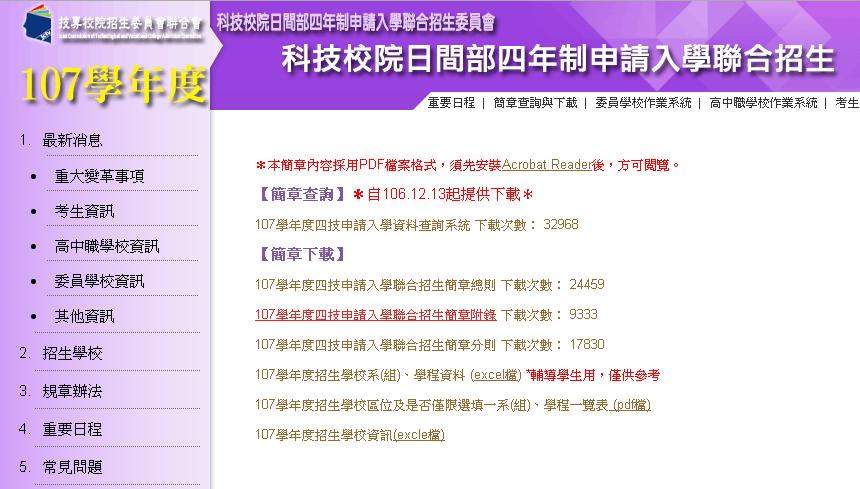 技專校院招生委員會聯合會
Joint Commission of Technological and Vocational College Admission Committee
107學年度
科技校院日間部四年制申請入學聯合招生委員會
科技校院日間部四年制申請入學聯合招生
重要日程 | 簡章查詢與下載 | 委員學校作業系統 | 高中職學校作業系統 | 考生
1. 最新消息
• 重大變革事項
• 考生資訊
• 高中職學校資訊
• 委員學校資訊
• 其他資訊
2. 招生學校
3. 規章辦法
4. 重要日程
5. 常見問題
＊本簡章內容採用PDF檔案格式，須先安裝Acrobat Reader後，方可閱覽。
【簡章查詢】＊自106.12.13起提供下載＊
107學年度四技申請入學資料查詢系統 下載次數： 32968
【簡章下載】
107學年度四技申請入學聯合招生簡章總則 下載次數： 24459
107學年度四技申請入學聯合招生簡章附錄 下載次數： 9333
107學年度四技申請入學聯合招生簡章分則 下載次數： 17830
107學年度招生學校系(組)、學程資料 (excel檔) *輔導學生用，僅供參考
107學年度招生學校區位及是否僅限選填一系(組)、學程一覽表 (pdf檔)
107學年度招生學校資訊(excle檔)